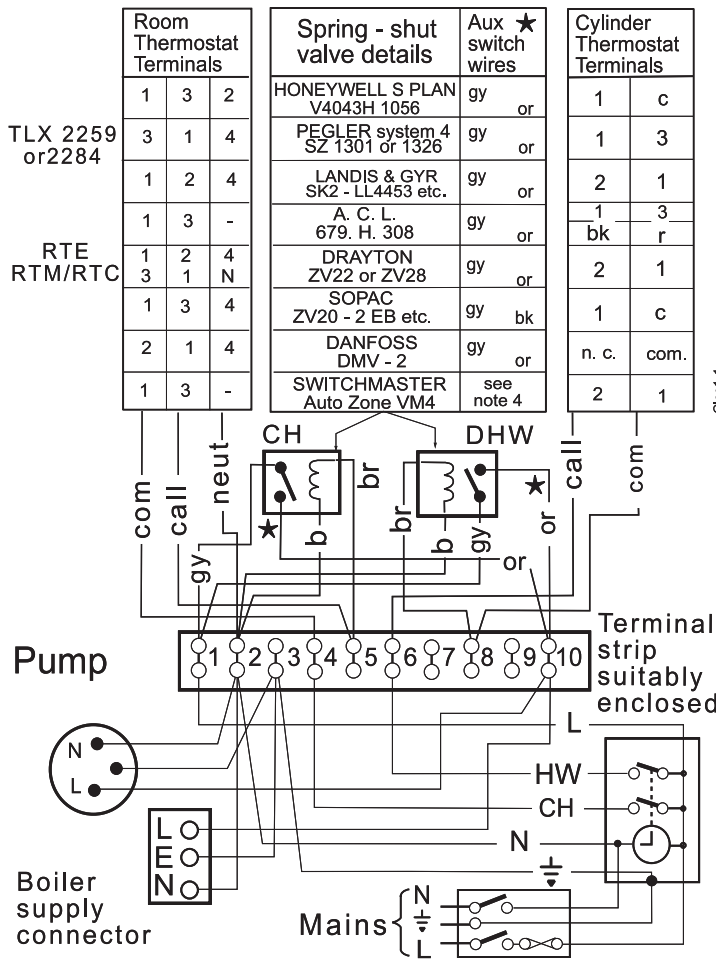 Room Thermostat Terminals
Spring - shut valve details
Aux ★ switch wires
Cylinder Thermostat Terminals
1 3 2
HONEYWELL S PLAN
V4043H 1056
gy or
1 c
TLX 2259
or2284
3 1 4
PEGLER system 4
SZ 1301 or 1326
gy or
1 3
1 2 4
LANDIS & GYR
SK2 - LL4453 etc.
gy or
2 1
1 3 -
A. C. L.
679. H. 308
gy or
1 3
bk r
RTE
RTM/RTC
1 2 4
3 1 N
DRAYTON
ZV22 or ZV28
gy or
2 1
1 3 4
SOPAC
ZV20 - 2 EB etc.
gy bk
1 c
2 1 4
DANFOSS
DMV - 2
gy or
n. c. com.
1 3 -
SWITCHMASTER
Auto Zone VM4
see
note 4
2 1
CH
DHW
com
call
neut
gy
★
b
br
br
b
gy
★
or
or
call
com
1 2 3 4 5 6 7 8 9 10
Terminal
strip
suitably
enclosed
Pump
N
L
L
HW
CH
N
L
E
N
Boiler
supply
connector
Mains
N
L